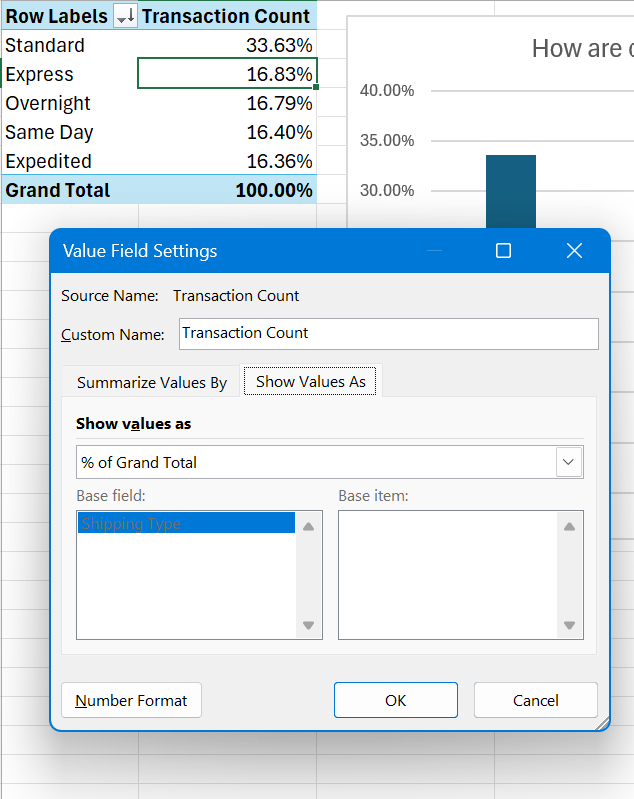 Row Labels Transaction Count
Standard 33.63%
Express 16.83%
Overnight 16.79%
Same Day 16.40%
Expedited 16.36%
Grand Total 100.00%
How are
40.00%
35.00%
30.00%
Value Field Settings
Source Name: Transaction Count
Custom Name: Transaction Count
Summarize Values By Show Values As
Show values as
% of Grand Total
Base field: Base item:
Shipping Type
Number Format OK Cancel